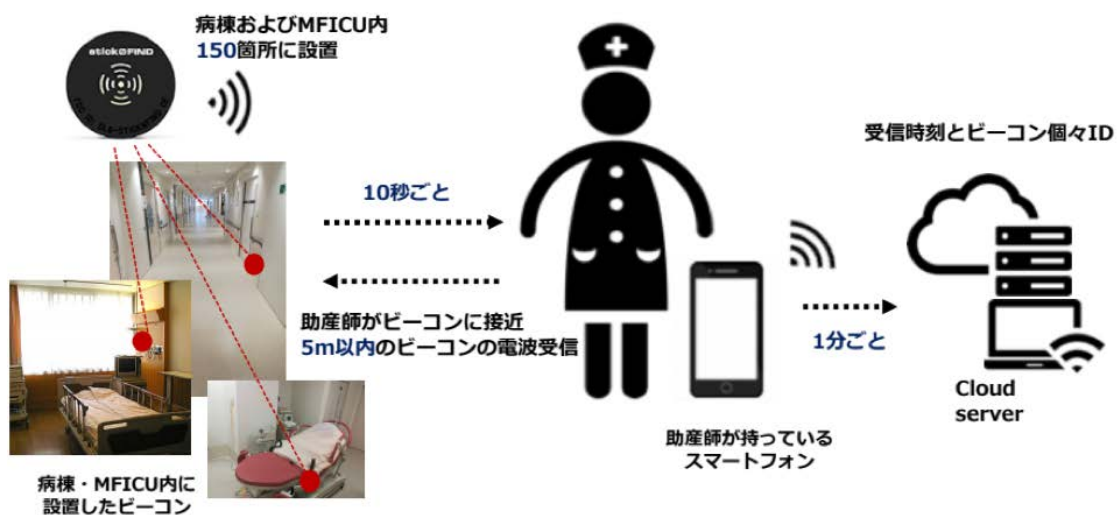 病棟およびMFICU内
150箇所に設置
stick⌀FIND
10秒ごと
助産師がビーコンに接近
5m以内のビーコンの電波受信
病棟・MFICU内に
設置したビーコン
助産師が持っている
スマートフォン
受信時刻とビーコン個々ID
1分ごと
Cloud
server